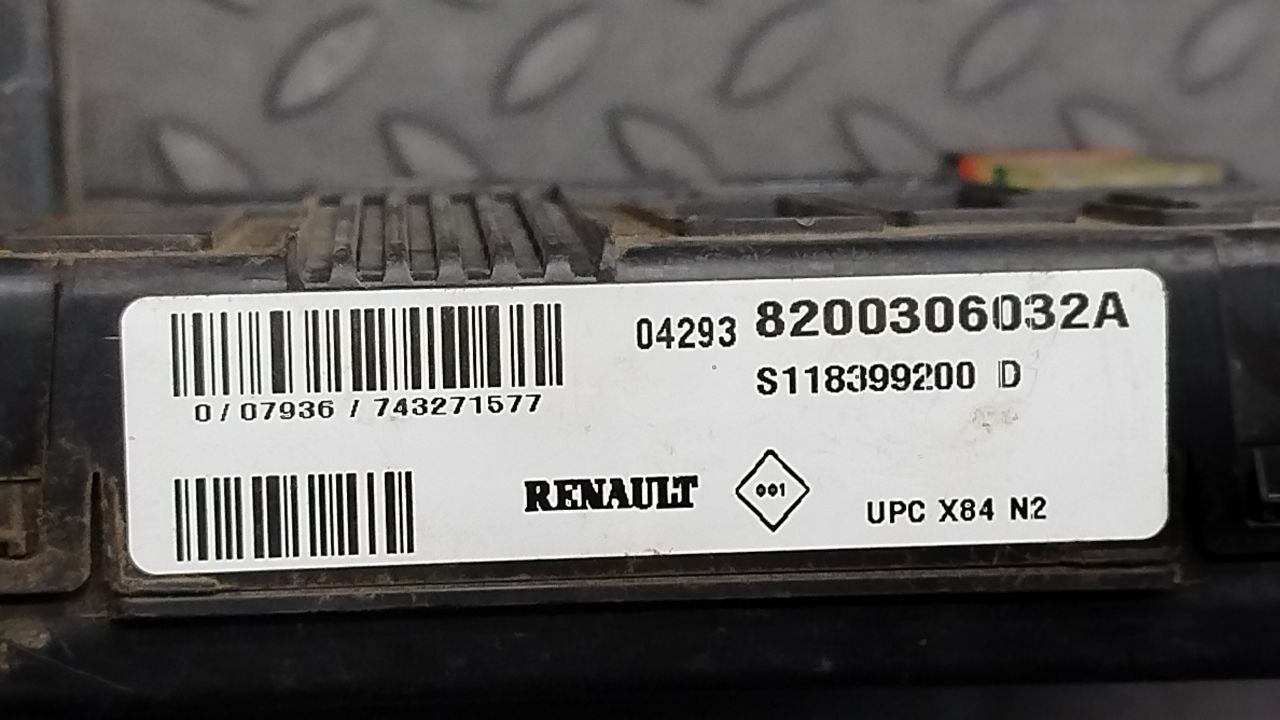 04293 8200306032A
S118399200 D
0/07936/743271577
RENAULT 001 UPC X84 N2